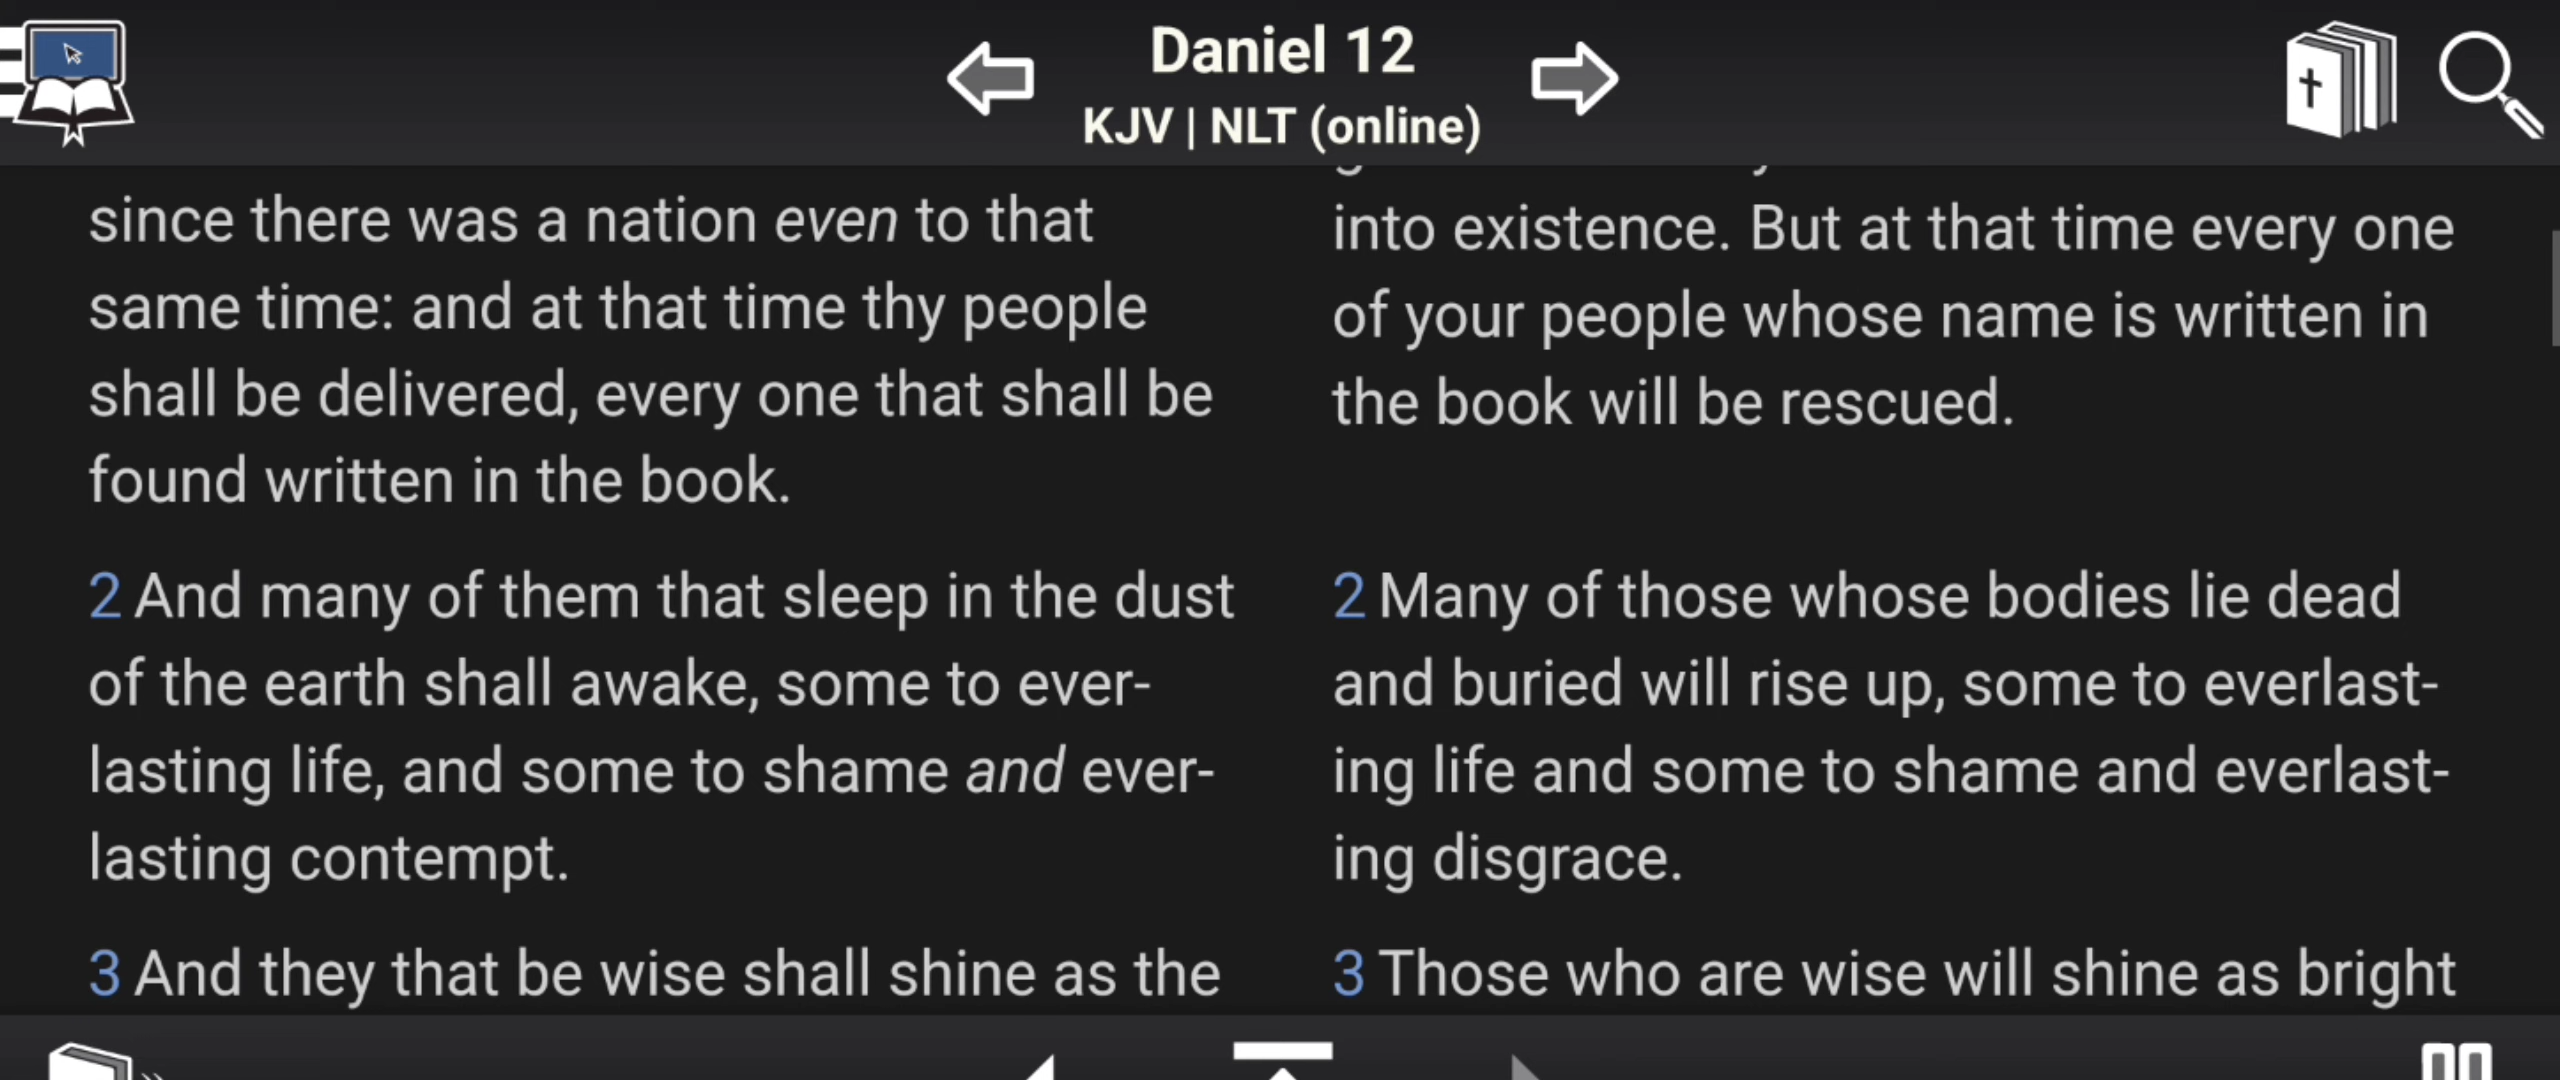 Daniel 12
KJV | NLT (online)
since there was a nation even to that
same time: and at that time thy people
shall be delivered, every one that shall be
found written in the book.
2 And many of them that sleep in the dust
of the earth shall awake, some to ever-
lasting life, and some to shame and ever-
lasting contempt.
3 And they that be wise shall shine as the
into existence. But at that time every one
of your people whose name is written in
the book will be rescued.
2 Many of those whose bodies lie dead
and buried will rise up, some to everlast-
ing life and some to shame and everlast-
ing disgrace.
3 Those who are wise will shine as bright